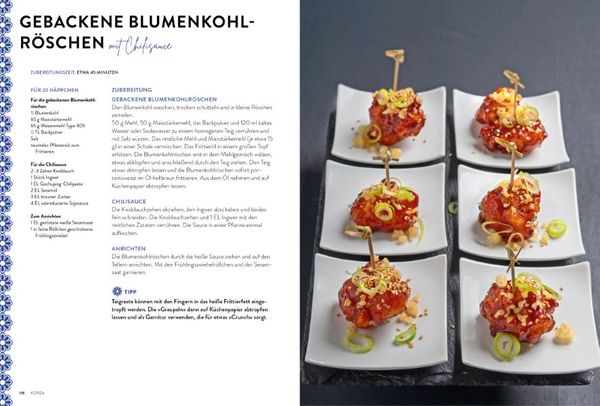 GEBACKENE BLUMENKOHL-
RÖSCHEN mit Chilisauce
ZUBEREITUNGSZEIT: ETWA 45 MINUTEN
FÜR 20 HÄPPCHEN
Für die gebackenen Blumenkohl-
röschen
1 Blumenkohl
65 g Maisstärkemehl
65 g Weizenmehl Type 405
½ TL Backpulver
Salz
neutrales Pflanzenöl zum
Frittieren
Für die Chilisauce
2–3 Zehen Knoblauch
1 Stück Ingwer
1 EL Gochujang-Chilipaste
2 EL Sesamöl
3 EL brauner Zucker
4 EL salzreduzierte Sojasauce
Zum Anrichten
1 EL geröstete weiße Sesamsaat
1 in feine Röllchen geschnittene
Frühlingszwiebel
ZUBEREITUNG
GEBACKENE BLUMENKOHLRÖSCHEN
Den Blumenkohl waschen, trocken schütteln und in kleine Röschen
zerteilen.
50 g Mehl, 50 g Maisstärkemehl, das Backpulver und 120 ml kaltes
Wasser oder Sodawasser zu einem homogenen Teig verrühren und
mit Salz würzen. Das restliche Mehl und Maisstärkemehl (je etwa 15
g) in einer Schale vermischen. Das Frittieröl in einem großen Topf
erhitzen. Die Blumenkohlröschen erst in dem Mehlgemisch wälzen,
etwas abklopfen und anschließend durch den Teig ziehen. Den Teig
etwas abtropfen lassen und die Blumenkohlröschen sofort por-
tionsweise im Öl hellbraun frittieren. Aus dem Öl nehmen und auf
Küchenpapier abtropfen lassen.
CHILISAUCE
Die Knoblauchzehen abziehen, den Ingwer abschaben und beides
fein schneiden. Die Knoblauchzehen und 1 EL Ingwer mit den
restlichen Zutaten verrühren. Die Sauce in einer Pfanne einmal
aufkochen.
ANRICHTEN
Die Blumenkohlröschen durch die heiße Sauce ziehen und auf den
Tellern anrichten. Mit den Frühlingszwiebelröllchen und der Sesam-
saat garnieren.
TIPP
Teigreste können mit den Fingern in das heiße Frittierfett einge-
tropft werden. Die »Graupeln« dann auf Küchenpapier abtropfen
lassen und als Garnitur verwenden, die für etwas »Crunch« sorgt.
KOREA